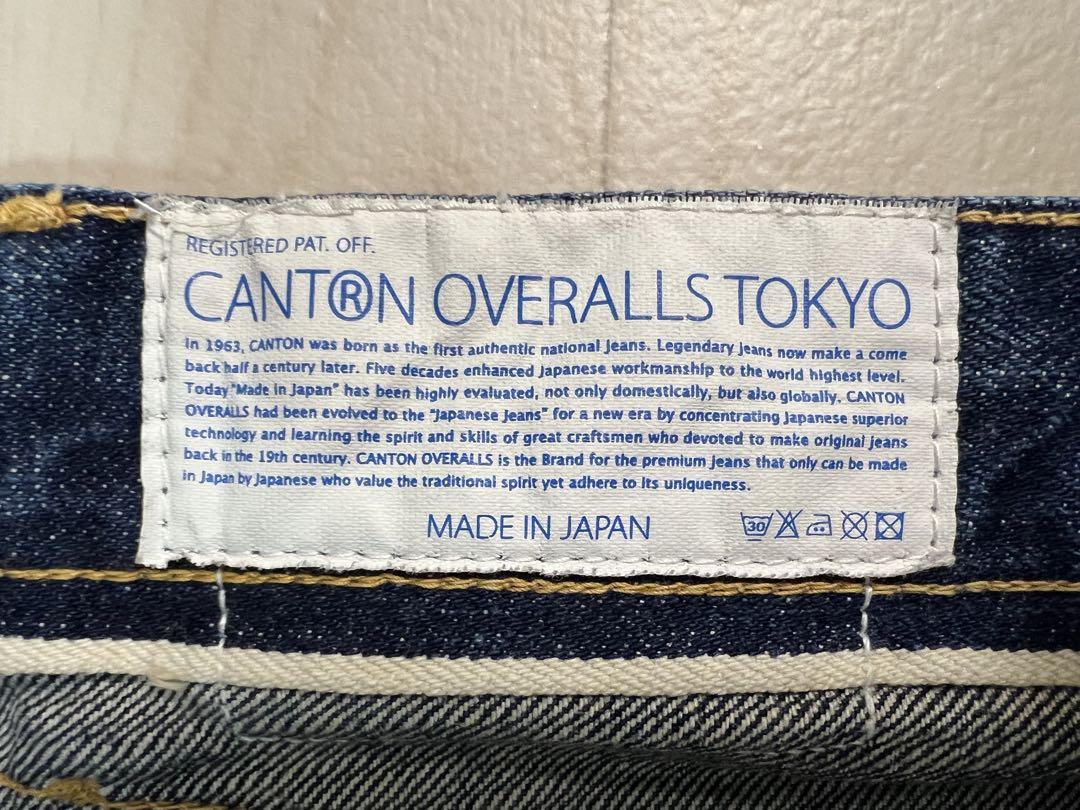 REGISTERED PAT. OFF.
CANT®N OVERALLS TOKYO
In 1963, CANTON was born as the first authentic national Jeans. Legendary Jeans now make a come
back half a century later. Five decades enhanced Japanese workmanship to the world highest level.
Today "Made in Japan" has been highly evaluated, not only domestically, but also globally. CANTON
OVERALLS had been evolved to the "Japanese Jeans" for a new era by concentrating Japanese superior
technology and learning the spirit and skills of great craftsmen who devoted to make original Jeans
back in the 19th century. CANTON OVERALLS is the Brand for the premium Jeans that only can be made
in Japan by Japanese who value the traditional spirit yet adhere to its uniqueness.
MADE IN JAPAN 30